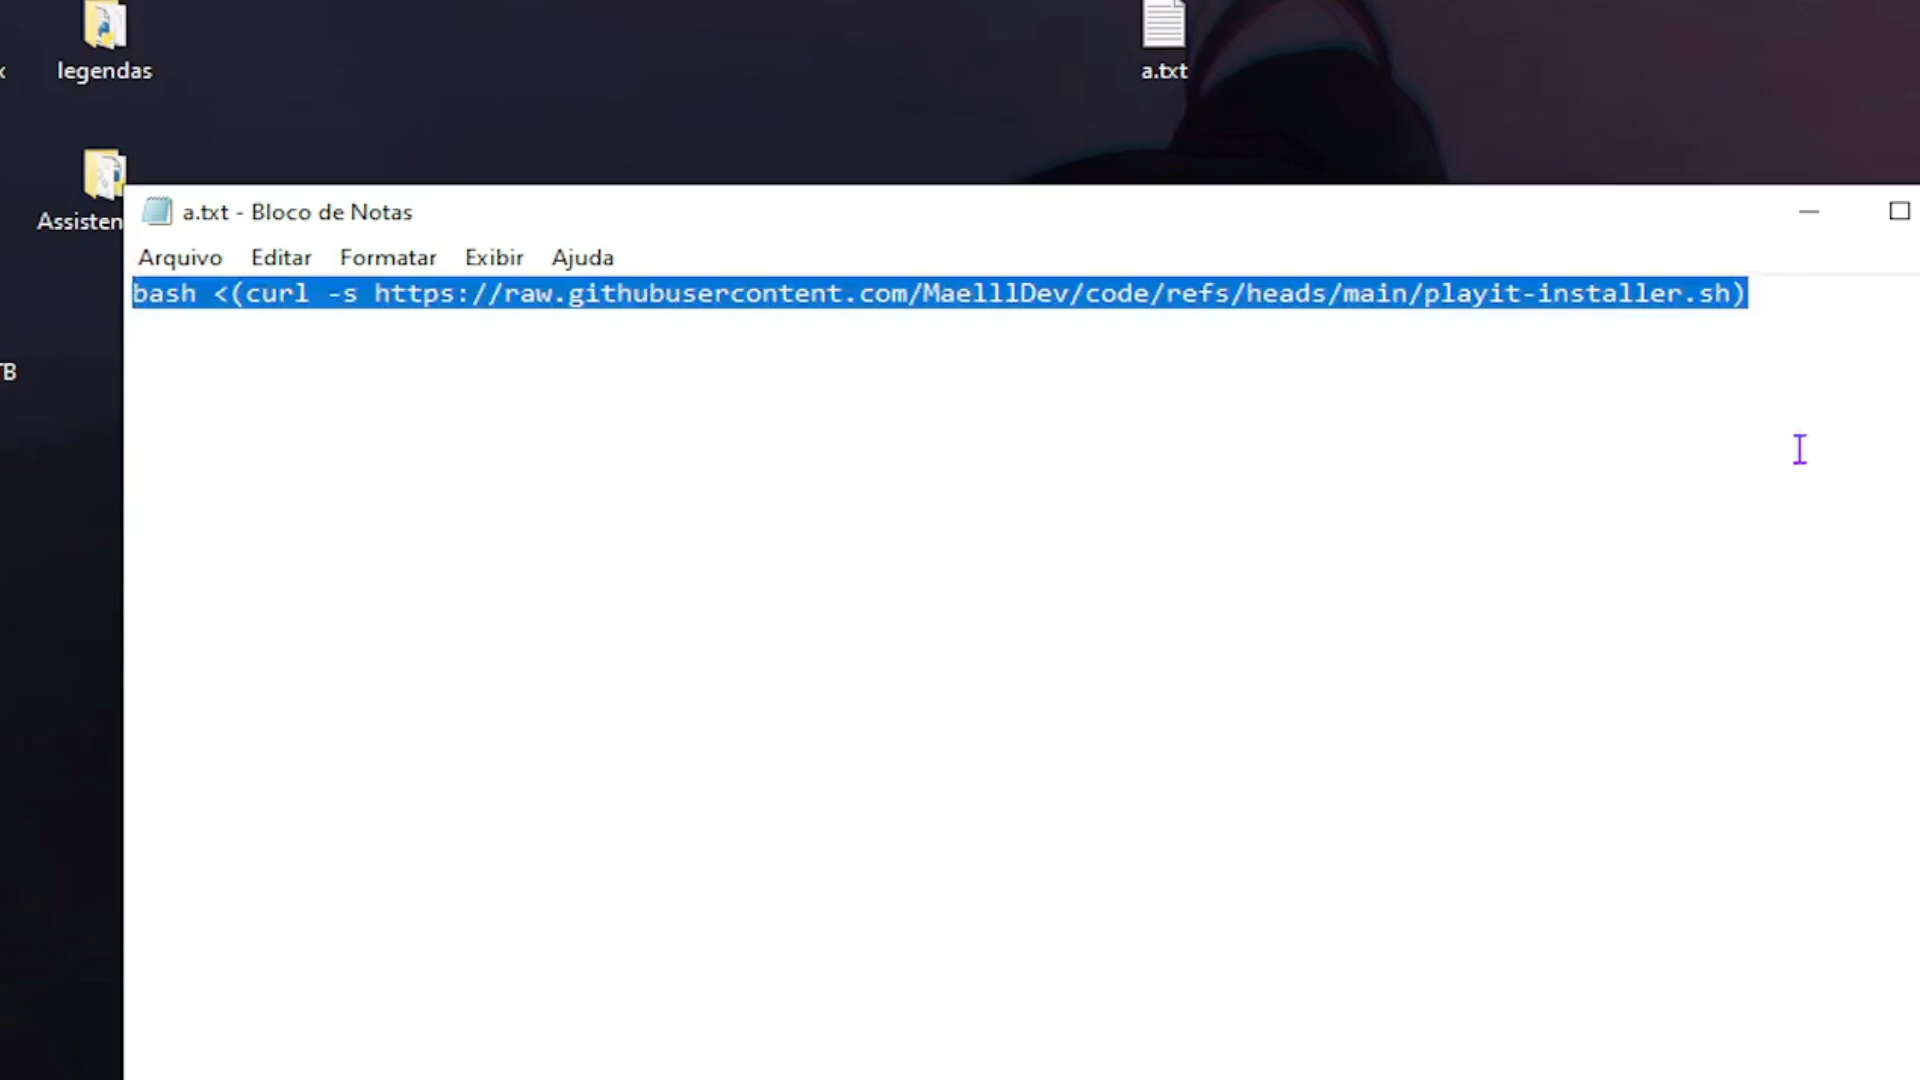 legendas
a.txt
Assisten
TB
a.txt - Bloco de Notas
Arquivo Editar Formatar Exibir Ajuda
bash <(curl -s https://raw.githubusercontent.com/MaelllDev/code/refs/heads/main/playit-installer.sh)